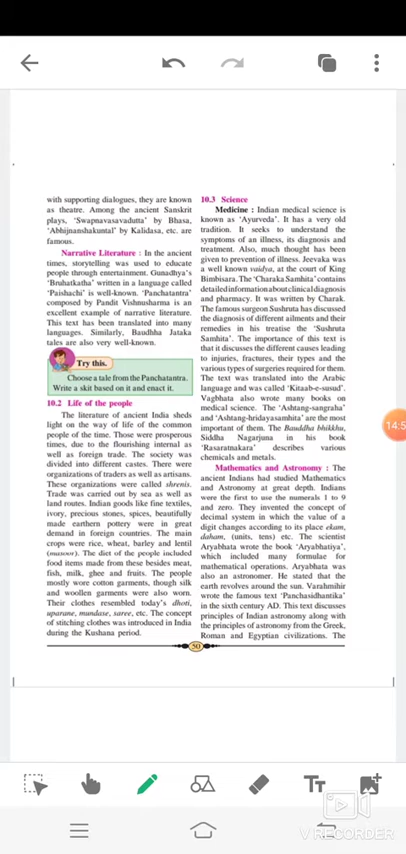 with supporting dialogues, they are known
as theatre. Among the ancient Sanskrit
plays, 'Swapnavasavadutta' by Bhasa,
'Abhijnanshakuntal' by Kalidasa, etc. are
famous.
Narrative Literature : In the ancient
times, storytelling was used to educate
people through entertainment. Gunadhya's
'Bruhatkatha' written in a language called
'Paishachi' is well-known. 'Panchatantra'
composed by Pandit Vishnusharma is an
excellent example of narrative literature.
This text has been translated into many
languages. Similarly, Bauddha Jataka
tales are also very well-known.
Try this.
Choose a tale from the Panchatantra.
Write a skit based on it and enact it.
10.2 Life of the people
The literature of ancient India sheds
light on the way of life of the common
people of the time. Those were prosperous
times, due to the flourishing internal as
well as foreign trade. The society was
divided into different castes. There were
organizations of traders as well as artisans.
These organizations were called shrenis.
Trade was carried out by sea as well as
land routes. Indian goods like fine textiles,
ivory, precious stones, spices, beautifully
made earthen pottery were in great
demand in foreign countries. The main
crops were rice, wheat, barley and lentil
(masoor). The diet of the people included
food items made from these besides meat,
fish, milk, ghee and fruits. The people
mostly wore cotton garments, though silk
and woollen garments were also worn.
Their clothes resembled today's dhoti,
uparane, mundase, saree, etc. The concept
of stitching clothes was introduced in India
during the Kushana period.
10.3 Science
Medicine : Indian medical science is
known as 'Ayurveda'. It has a very old
tradition. It seeks to understand the
symptoms of an illness, its diagnosis and
treatment. Also, much thought has been
given to prevention of illness. Jeevaka was
a well known vaidya, at the court of King
Bimbisara. The 'Charaka Samhita' contains
detailed information about clinical diagnosis
and pharmacy. It was written by Charak.
The famous surgeon Sushruta has discussed
the diagnosis of different ailments and their
remedies in his treatise the 'Sushruta
Samhita'. The importance of this text is
that it discusses the different causes leading
to injuries, fractures, their types and the
various types of surgeries required for them.
The text was translated into the Arabic
language and was called 'Kitaab-e-susud'.
Vagbhata also wrote many books on
medical science. The 'Ashtang-sangraha'
and 'Ashtang-hridayasamhita' are the most
important of them. The Bauddha bhikkhu,
Siddha Nagarjuna in his book
'Rasaratnakara' describes various
chemicals and metals.
Mathematics and Astronomy : The
ancient Indians had studied Mathematics
and Astronomy at great depth. Indians
were the first to use the numerals 1 to 9
and zero. They invented the concept of
decimal system in which the value of a
digit changes according to its place ekam,
daham, (units, tens) etc. The scientist
Aryabhata wrote the book 'Aryabhatiya',
which included many formulae for
mathematical operations. Aryabhata was
also an astronomer. He stated that the
earth revolves around the sun. Varahamihir
wrote the famous text 'Panchasidhantika'
in the sixth century AD. This text discusses
principles of Indian astronomy along with
the principles of astronomy from the Greek,
Roman and Egyptian civilizations. The
50
14:5
Tt
V RECORDER